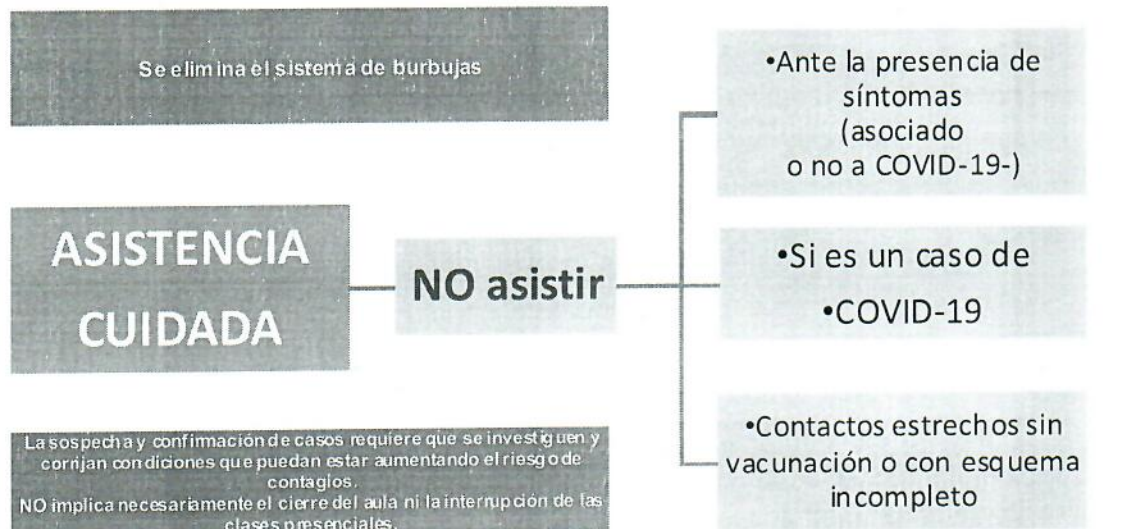 Se elimina el sistema de burbujas
ASISTENCIA
CUIDADA
NO asistir
•Ante la presencia de
síntomas
(asociado
o no a COVID-19-)
•Si es un caso de
•COVID-19
•Contactos estrechos sin
vacunación o con esquema
incompleto
La sospecha y confirmación de casos requiere que se investiguen y
corrijan condiciones que puedan estar aumentando el riesgo de
contagios.
NO implica necesariamente el cierre del aula ni la interrupción de las
clases presenciales.